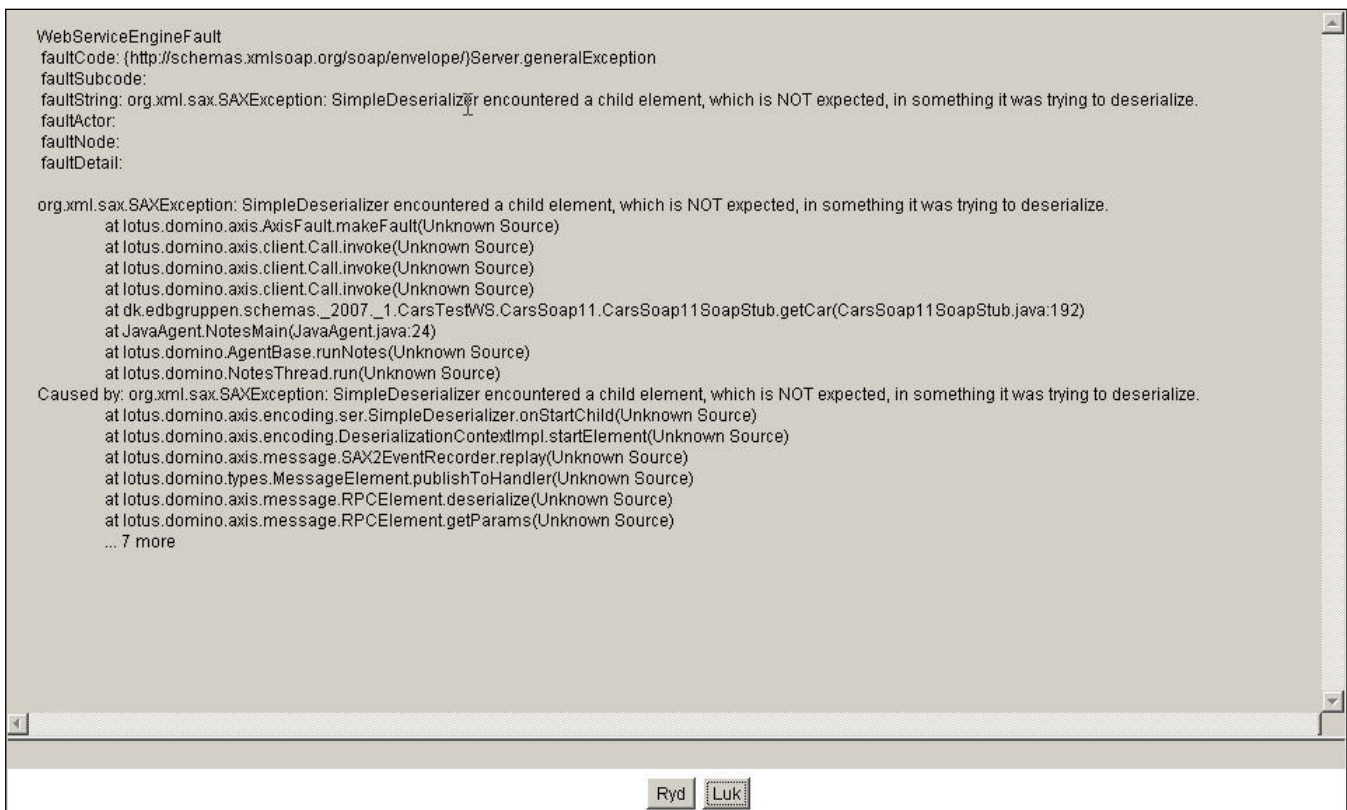 WebServiceEngineFault
faultCode: {http://schemas.xmlsoap.org/soap/envelope/}Server.generalException
faultSubcode:
faultString: org.xml.sax.SAXException: SimpleDeserializer encountered a child element, which is NOT expected, in something it was trying to deserialize.
faultActor:
faultNode:
faultDetail:
org.xml.sax.SAXException: SimpleDeserializer encountered a child element, which is NOT expected, in something it was trying to deserialize.
at lotus.domino.axis.AxisFault.makeFault(Unknown Source)
at lotus.domino.axis.client.Call.invoke(Unknown Source)
at lotus.domino.axis.client.Call.invoke(Unknown Source)
at lotus.domino.axis.client.Call.invoke(Unknown Source)
at dk.edbgruppen.schemas._2007._1.CarsTestWS.CarsSoap11.CarsSoap11SoapStub.getCar(CarsSoap11SoapStub.java:192)
at JavaAgent.NotesMain(JavaAgent.java:24)
at lotus.domino.AgentBase.runNotes(Unknown Source)
at lotus.domino.NotesThread.run(Unknown Source)
Caused by: org.xml.sax.SAXException: SimpleDeserializer encountered a child element, which is NOT expected, in something it was trying to deserialize.
at lotus.domino.axis.encoding.ser.SimpleDeserializer.onStartChild(Unknown Source)
at lotus.domino.axis.encoding.DeserializationContextImpl.startElement(Unknown Source)
at lotus.domino.axis.message.SAX2EventRecorder.replay(Unknown Source)
at lotus.domino.types.MessageElement.publishToHandler(Unknown Source)
at lotus.domino.axis.message.RPCElement.deserialize(Unknown Source)
at lotus.domino.axis.message.RPCElement.getParams(Unknown Source)
... 7 more
Ryd Luk